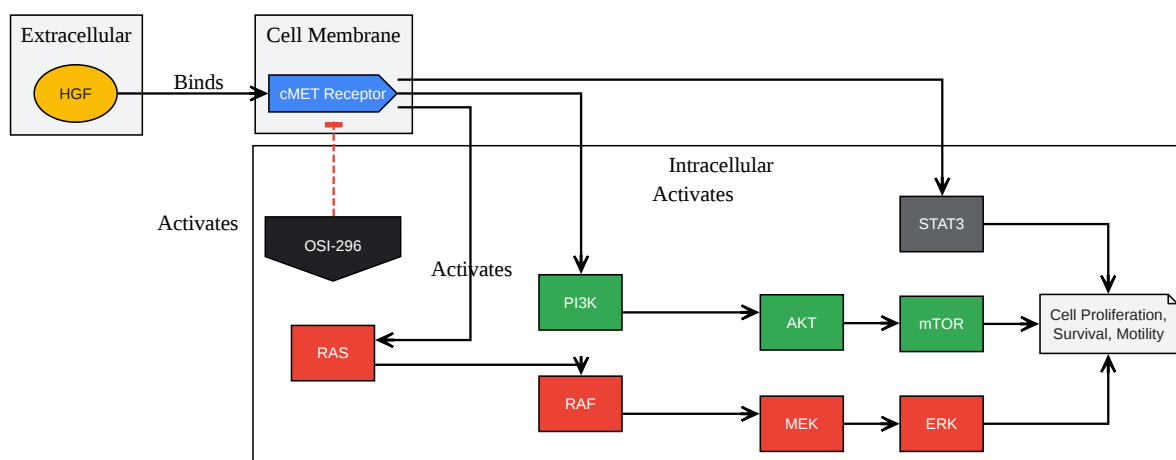 Extracellular
Cell Membrane
HGF
Binds
cMET Receptor
Intracellular
Activates
Activates
STAT3
OSI-296
Activates
PI3K
AKT
mTOR
Cell Proliferation,
Survival, Motility
RAS
RAF
MEK
ERK